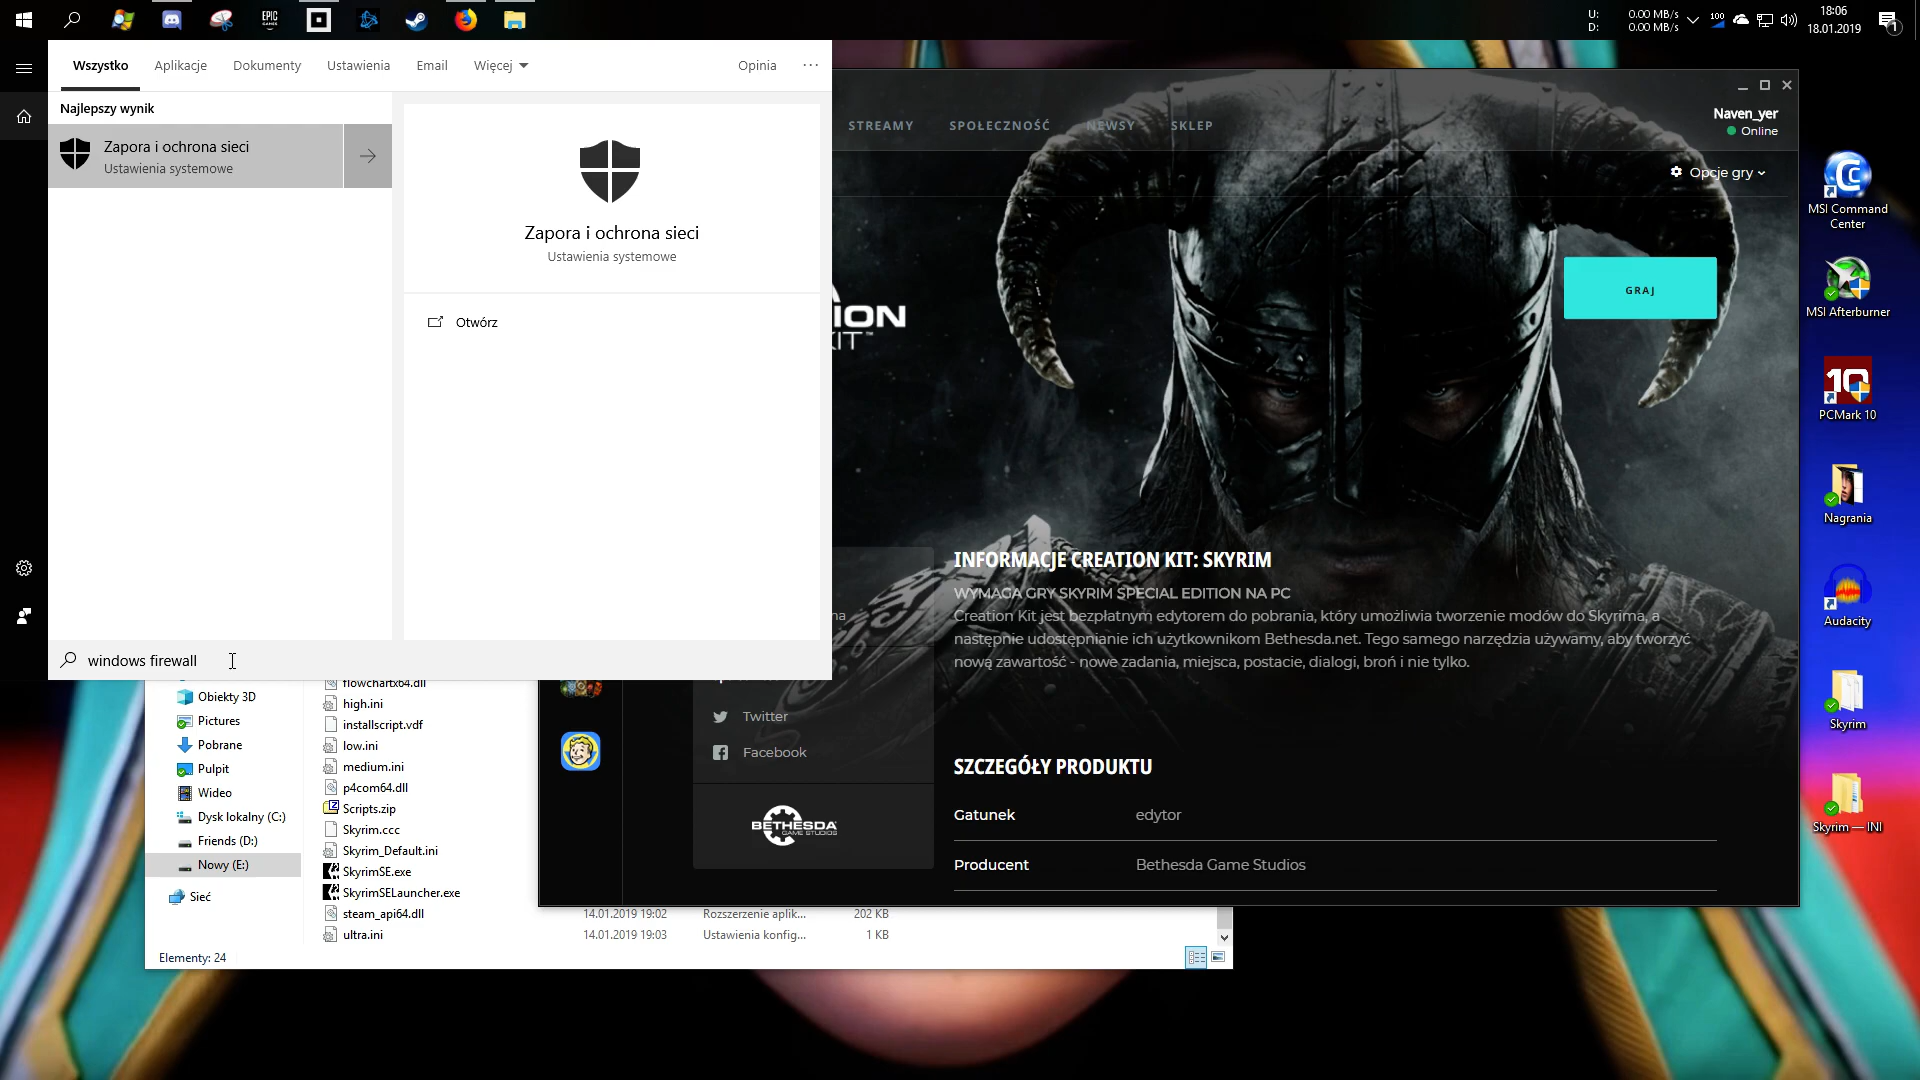 U: 0.00 MB/s
D: 0.00 MB/s
100
18:06
18.01.2019
1
EPIC
GAMES
Wszystko Aplikacje Dokumenty Ustawienia Email Więcej Opinia ···
Najlepszy wynik
Zapora i ochrona sieci
Ustawienia systemowe
Zapora i ochrona sieci
Ustawienia systemowe
Otwórz
windows firewall
STREAMY SPOŁECZNOŚĆ NEWSY SKLEP
Naven_yer
Online
Opcje gry
ION
KIT™
GRAJ
INFORMACJE CREATION KIT: SKYRIM
WYMAGA GRY SKYRIM SPECIAL EDITION NA PC
Creation Kit jest bezpłatnym edytorem do pobrania, który umożliwia tworzenie modów do Skyrima, a
następnie udostępnianie ich użytkownikom Bethesda.net. Tego samego narzędzia używamy, aby tworzyć
nową zawartość - nowe zadania, miejsca, postacie, dialogi, broń i nie tylko.
na
Twitter
Facebook
BETHESDA
GAME STUDIOS
SZCZEGÓŁY PRODUKTU
Gatunek edytor
Producent Bethesda Game Studios
Obiekty 3D
Pictures
Pobrane
Pulpit
Wideo
Dysk lokalny (C:)
Friends (D:)
Nowy (E:)
Sieć
flowchartx64.dll
high.ini
installscript.vdf
low.ini
medium.ini
p4com64.dll
Scripts.zip
Skyrim.ccc
Skyrim_Default.ini
SkyrimSE.exe
SkyrimSELauncher.exe
steam_api64.dll 14.01.2019 19:02 Rozszerzenie aplik... 202 KB
ultra.ini 14.01.2019 19:03 Ustawienia konfig... 1 KB
Elementy: 24
MSI Command
Center
MSI Afterburner
10
PCMark 10
Nagrania
Audacity
Skyrim
Skyrim — INI